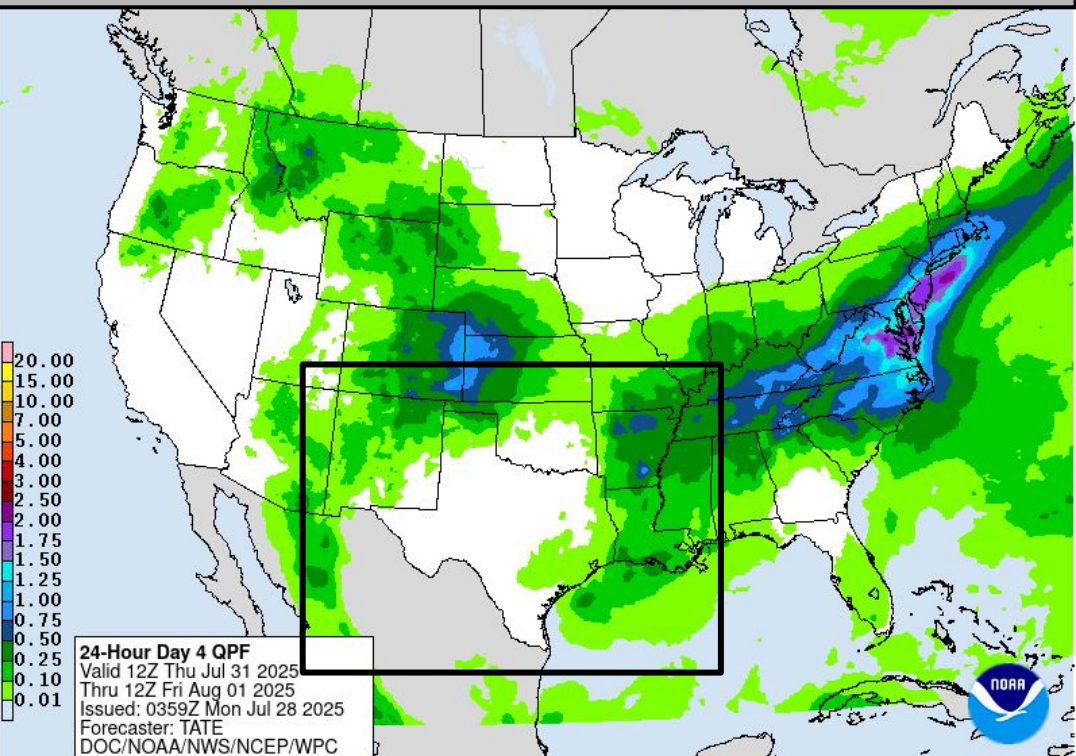 20.00
15.00
10.00
7.00
5.00
4.00
3.00
2.50
2.00
1.75
1.50
1.25
1.00
0.75
0.50
0.25
0.10
0.01
24-Hour Day 4 QPF
Valid 12Z Thu Jul 31 2025
Thru 12Z Fri Aug 01 2025
Issued: 0359Z Mon Jul 28 2025
Forecaster: TATE
DOC/NOAA/NWS/NCEP/WPC
NOAA